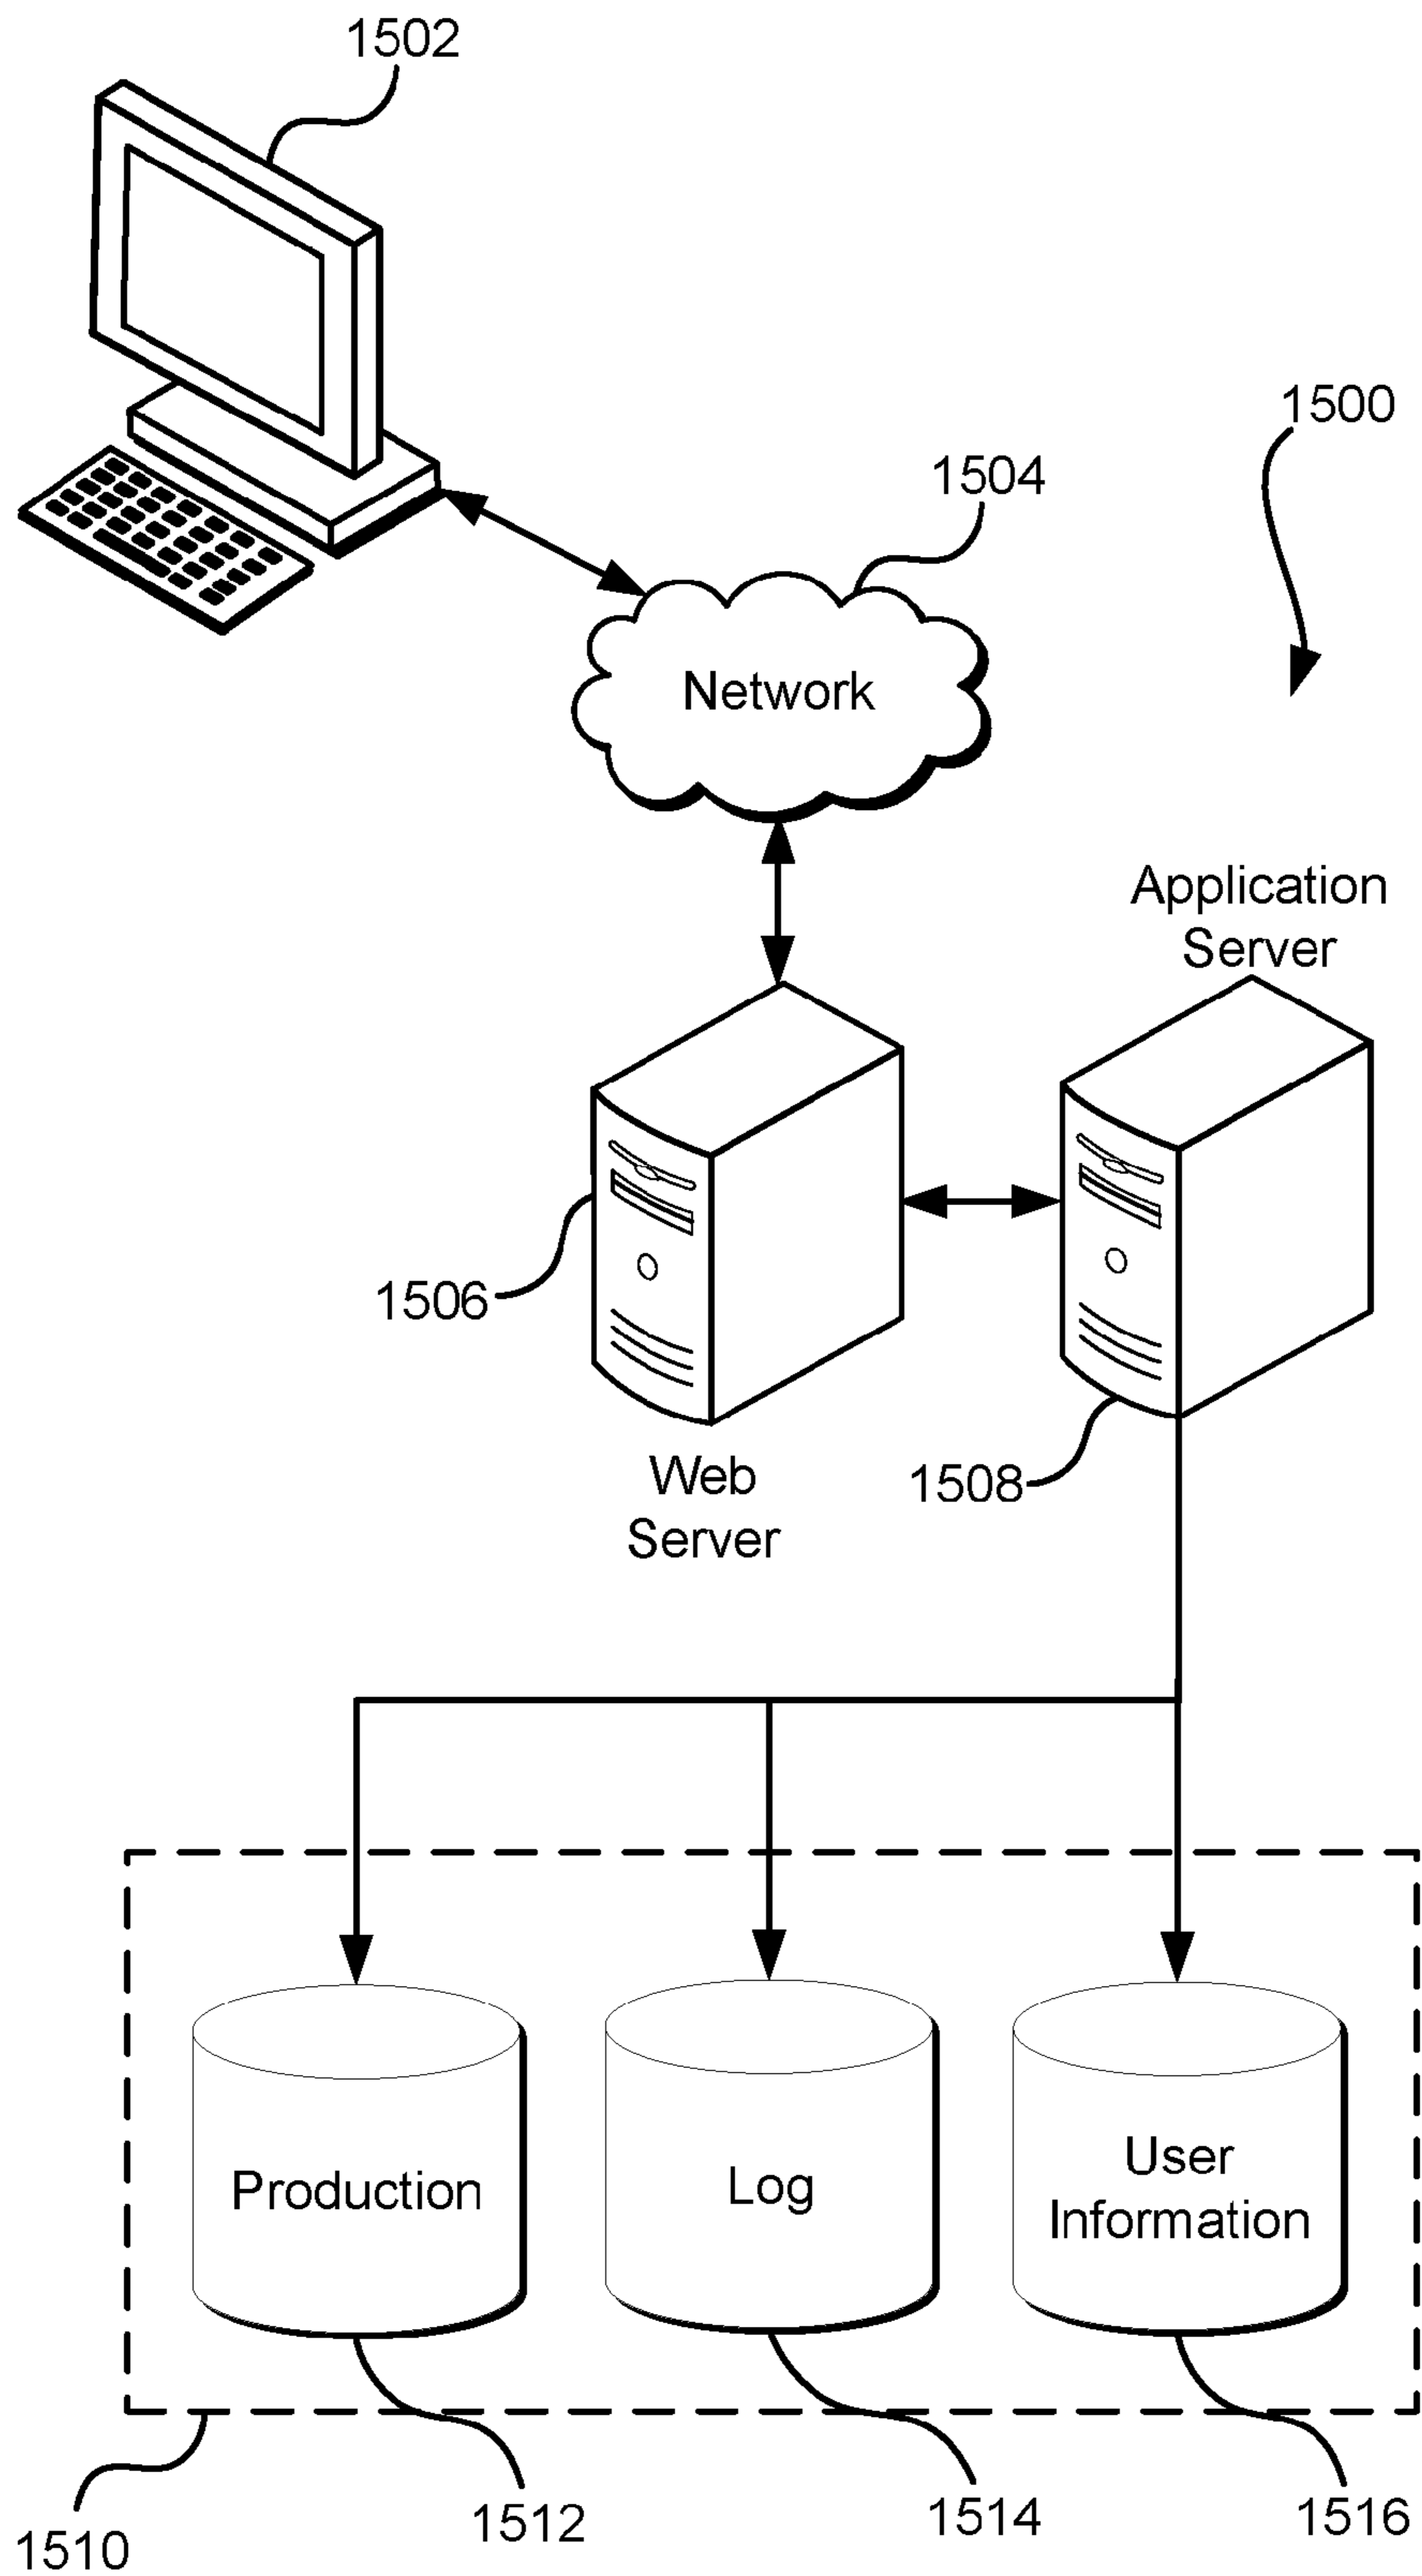 1502
1500
1504
Network
Application
Server
1506
Web
Server
1508
Production
Log
User
Information
1510
1512
1514
1516